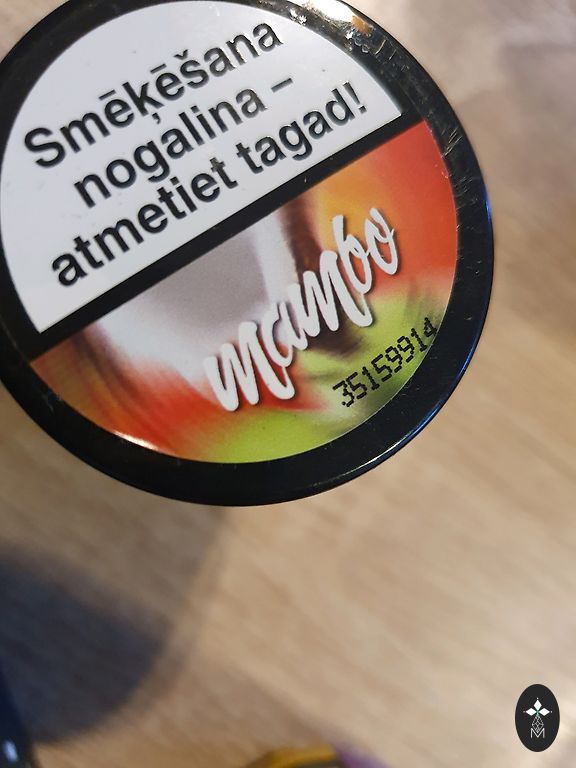 Smēķēšana
nogalina –
atmetiet tagad!
mambo
35159914
M